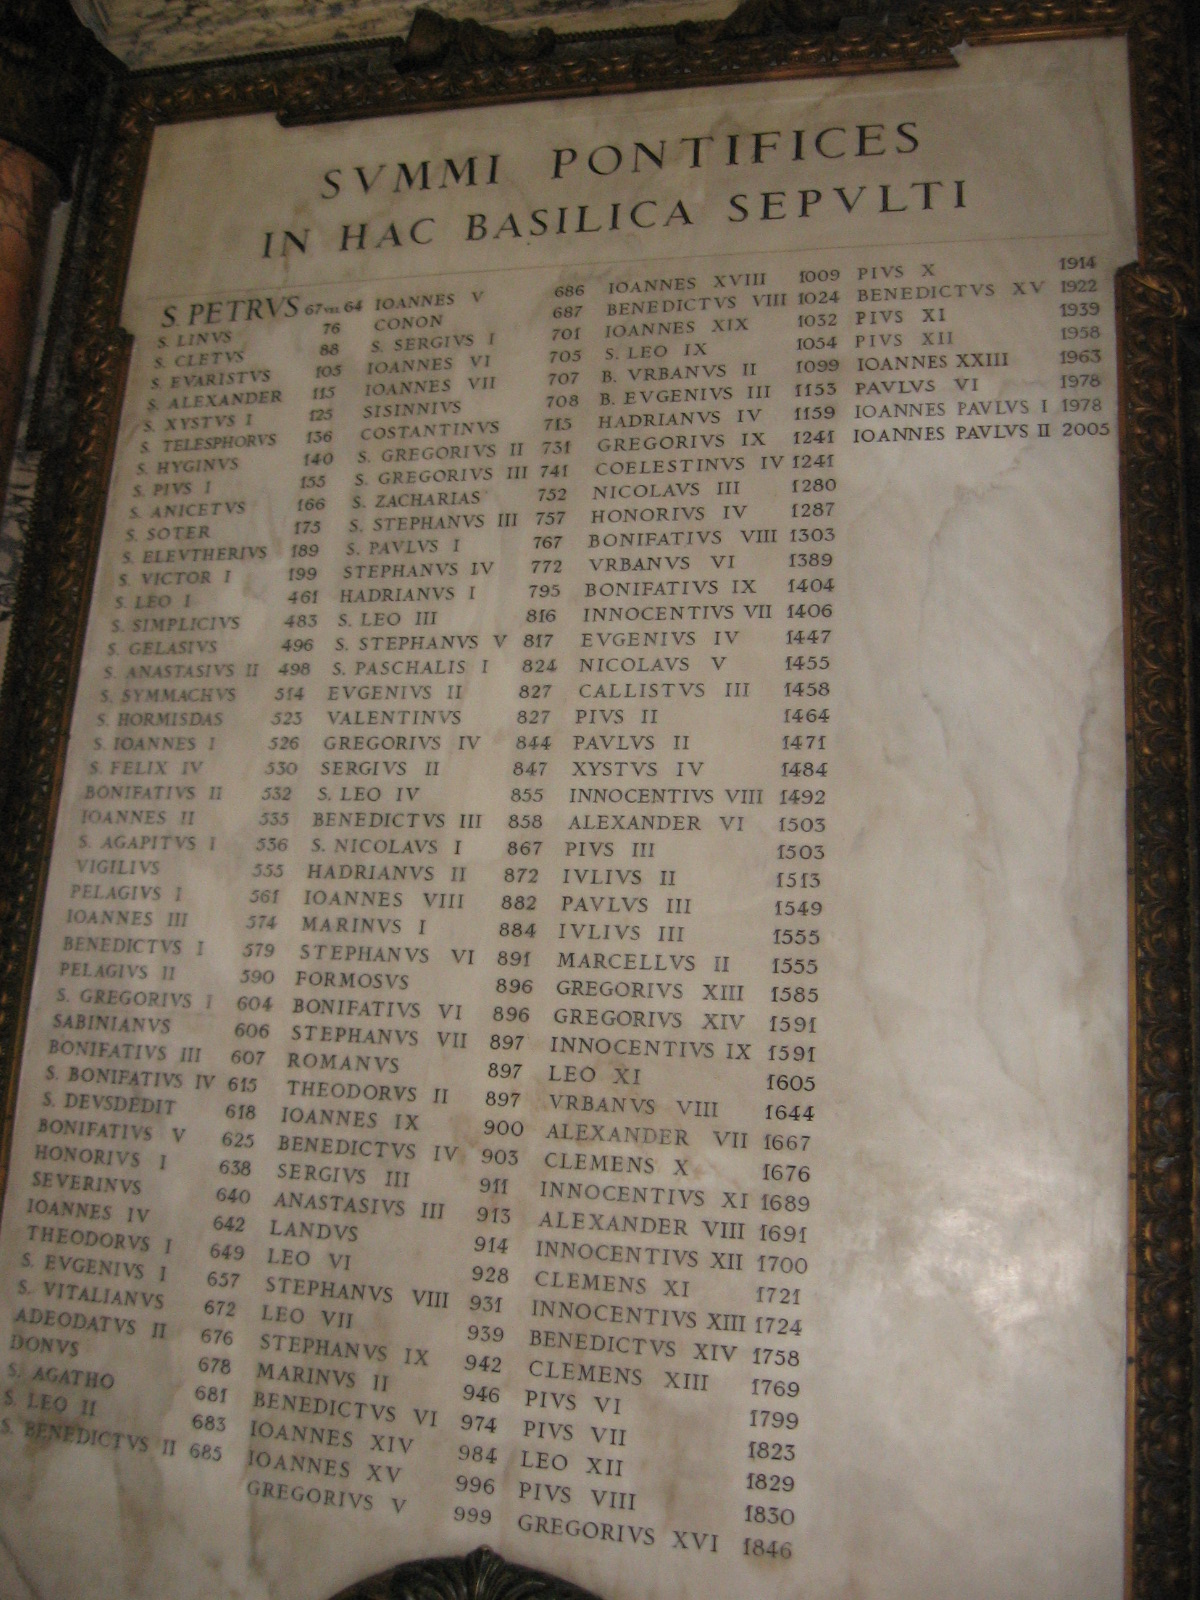 SVMMI PONTIFICES
IN HAC BASILICA SEPVLTI
S. PETRVS 67 VEL 64
S. LINVS 76
S. CLETVS 88
S. EVARISTVS 105
S. ALEXANDER 115
S. XYSTVS I 125
S. TELESPHORVS 136
S. HYGINVS 140
S. PIVS I 155
S. ANICETVS 166
S. SOTER 175
S. ELEVTHERIVS 189
S. VICTOR I 199
S. LEO I 461
S. SIMPLICIVS 483
S. GELASIVS 496
S. ANASTASIVS II 498
S. SYMMACHVS 514
S. HORMISDAS 523
S. IOANNES I 526
S. FELIX IV 530
BONIFATIVS II 532
IOANNES II 535
S. AGAPITVS I 536
VIGILIVS 555
PELAGIVS I 561
IOANNES III 574
BENEDICTVS I 579
PELAGIVS II 590
S. GREGORIVS I 604
SABINIANVS 606
BONIFATIVS III 607
S. BONIFATIVS IV 615
S. DEVSDEDIT 618
BONIFATIVS V 625
HONORIVS I 638
SEVERINVS 640
IOANNES IV 642
THEODORVS I 649
S. EVGENIVS I 657
S. VITALIANVS 672
ADEODATVS II 676
DONVS 678
S. AGATHO 681
S. LEO II 683
S. BENEDICTVS II 685
IOANNES V 686
CONON 687
S. SERGIVS I 701
IOANNES VI 705
IOANNES VII 707
SISINNIVS 708
COSTANTINVS 715
S. GREGORIVS II 731
S. GREGORIVS III 741
S. ZACHARIAS 752
S. STEPHANVS III 757
S. PAVLVS I 767
STEPHANVS IV 772
HADRIANVS I 795
S. LEO III 816
S. STEPHANVS V 817
S. PASCHALIS I 824
EVGENIVS II 827
VALENTINVS 827
GREGORIVS IV 844
SERGIVS II 847
S. LEO IV 855
BENEDICTVS III 858
S. NICOLAVS I 867
HADRIANVS II 872
IOANNES VIII 882
MARINVS I 884
STEPHANVS VI 891
FORMOSVS 896
BONIFATIVS VI 896
STEPHANVS VII 897
ROMANVS 897
THEODORVS II 897
IOANNES IX 900
BENEDICTVS IV 903
SERGIVS III 911
ANASTASIVS III 913
LANDVS 914
LEO VI 928
STEPHANVS VIII 931
LEO VII 939
STEPHANVS IX 942
MARINVS II 946
BENEDICTVS VI 974
IOANNES XIV 984
IOANNES XV 996
GREGORIVS V 999
IOANNES XVIII 1009
BENEDICTVS VIII 1024
IOANNES XIX 1032
S. LEO IX 1054
B. VRBANVS II 1099
B. EVGENIVS III 1153
HADRIANVS IV 1159
GREGORIVS IX 1241
COELESTINVS IV 1241
NICOLAVS III 1280
HONORIVS IV 1287
BONIFATIVS VIII 1303
VRBANVS VI 1389
BONIFATIVS IX 1404
INNOCENTIVS VII 1406
EVGENIVS IV 1447
NICOLAVS V 1455
CALLISTVS III 1458
PIVS II 1464
PAVLVS II 1471
XYSTVS IV 1484
INNOCENTIVS VIII 1492
ALEXANDER VI 1503
PIVS III 1503
IVLIVS II 1513
PAVLVS III 1549
IVLIVS III 1555
MARCELLVS II 1555
GREGORIVS XIII 1585
GREGORIVS XIV 1591
INNOCENTIVS IX 1591
LEO XI 1605
VRBANVS VIII 1644
ALEXANDER VII 1667
CLEMENS X 1676
INNOCENTIVS XI 1689
ALEXANDER VIII 1691
INNOCENTIVS XII 1700
CLEMENS XI 1721
INNOCENTIVS XIII 1724
BENEDICTVS XIV 1758
CLEMENS XIII 1769
PIVS VI 1799
PIVS VII 1823
LEO XII 1829
PIVS VIII 1830
GREGORIVS XVI 1846
PIVS X 1914
BENEDICTVS XV 1922
PIVS XI 1939
PIVS XII 1958
IOANNES XXIII 1963
PAVLVS VI 1978
IOANNES PAVLVS I 1978
IOANNES PAVLVS II 2005